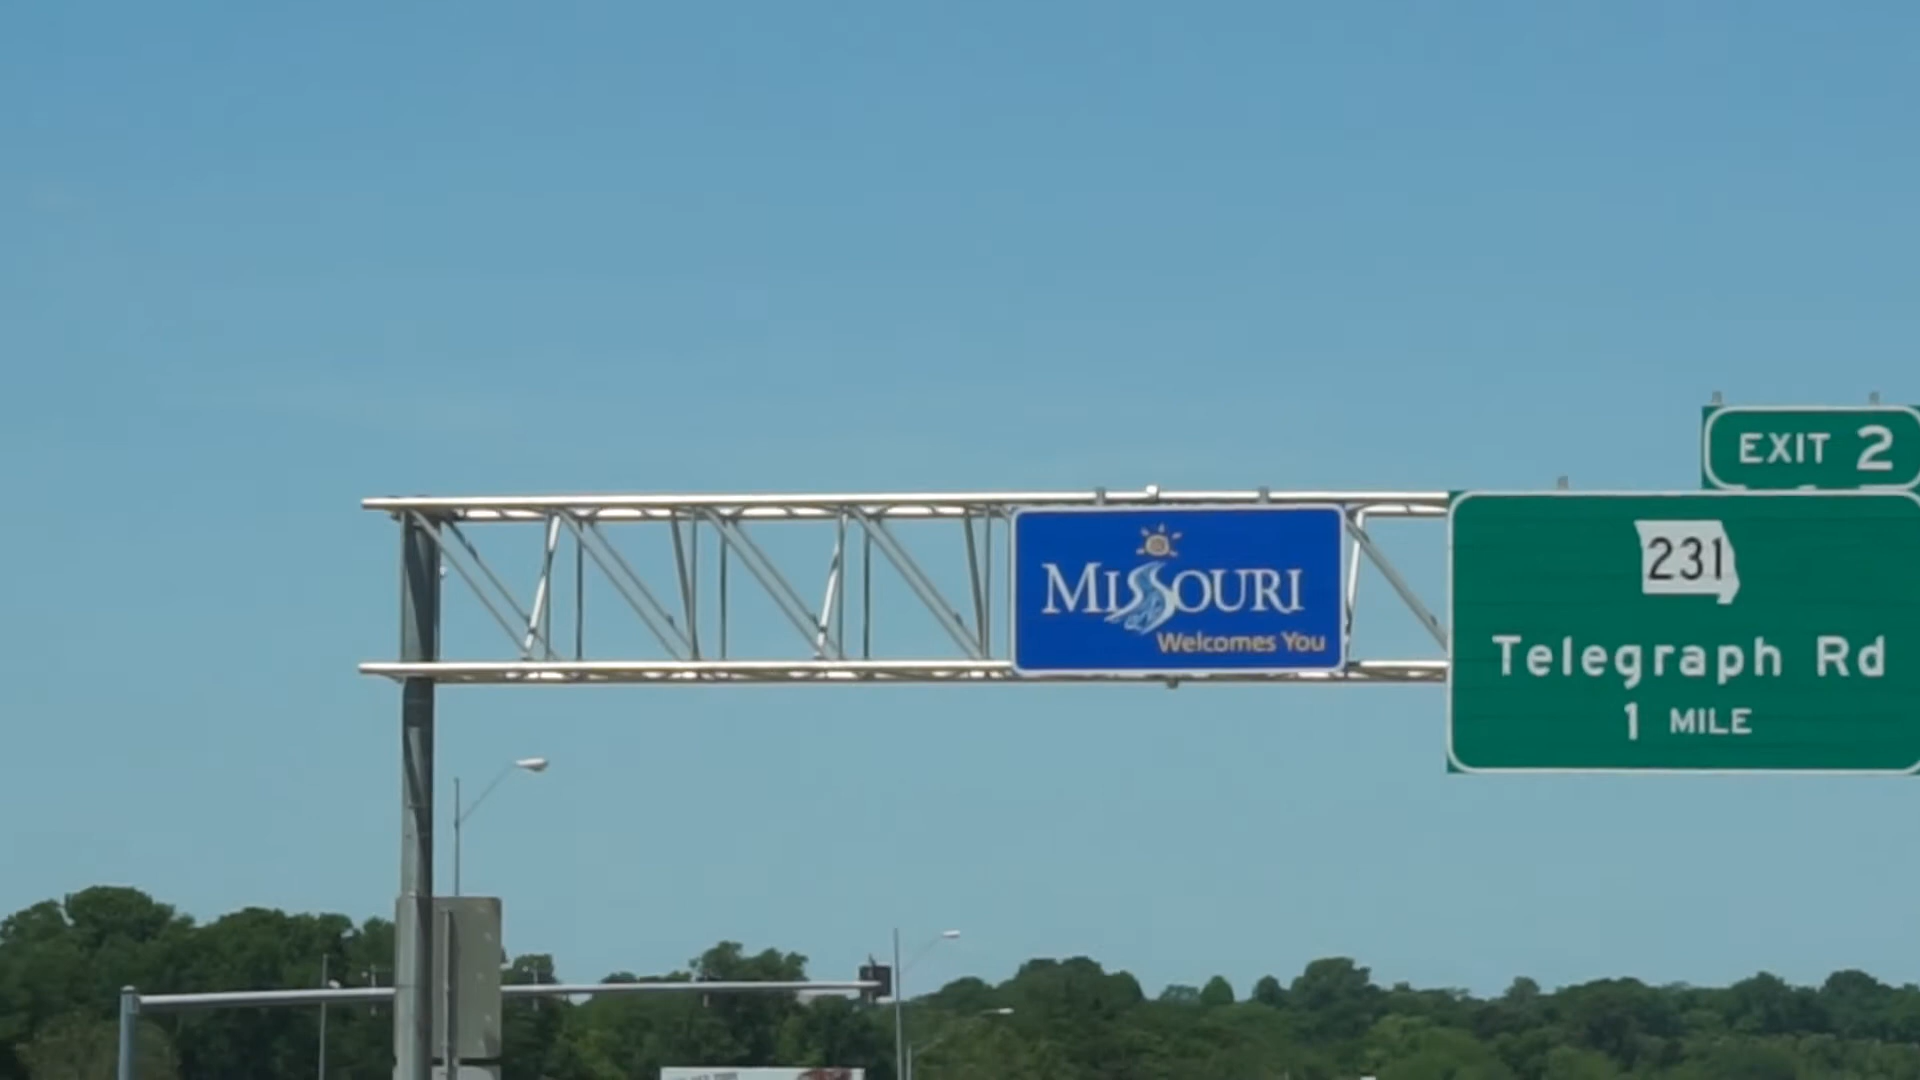 MISSOURI
Welcomes You
EXIT 2
231
Telegraph Rd
1 MILE